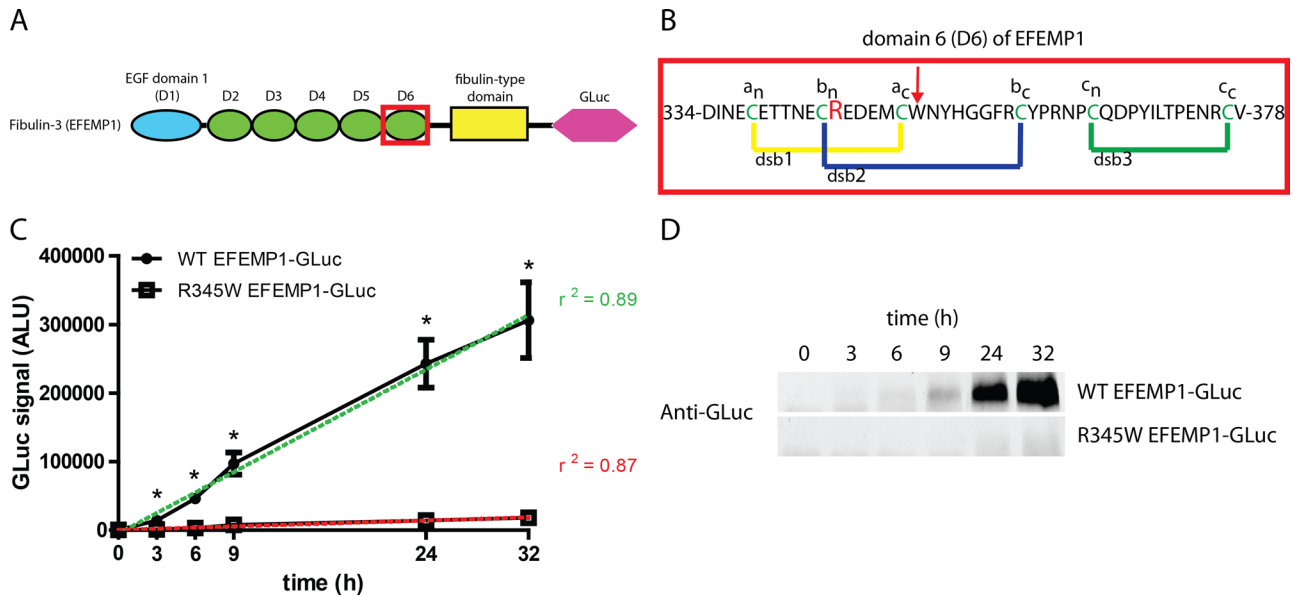 A
EGF domain 1
(D1)
D2
D3
D4
D5
D6
fibulin-type
domain
GLuc
Fibulin-3 (EFEMP1)
B
domain 6 (D6) of EFEMP1
an
bn
ac
bc
cn
cc
334-DINECETTNECREDEMCWNYHGGFRCYPRNPCQDPYILTPENRCV-378
dsb1
dsb2
dsb3
C
400000
300000
200000
100000
0
GLuc signal (ALU)
WT EFEMP1-GLuc
R345W EFEMP1-GLuc
*
*
*
*
*
r 2 = 0.89
r 2 = 0.87
0
3
6
9
24
32
time (h)
D
time (h)
0 3 6 9 24 32
Anti-GLuc
WT EFEMP1-GLuc
R345W EFEMP1-GLuc